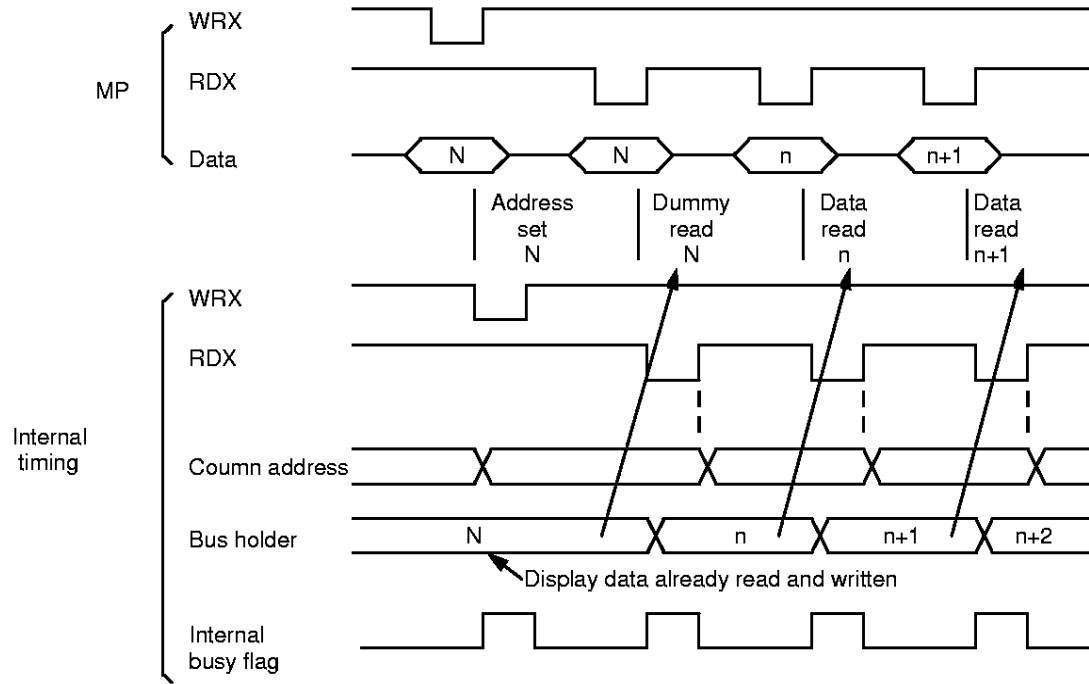 WRX
MP
RDX
Data
N
N
n
n+1
Address
set
N
Dummy
read
N
Data
read
n
Data
read
n+1
WRX
RDX
Internal
timing
Coumn address
Bus holder
N
n
n+1
n+2
Display data already read and written
Internal
busy flag